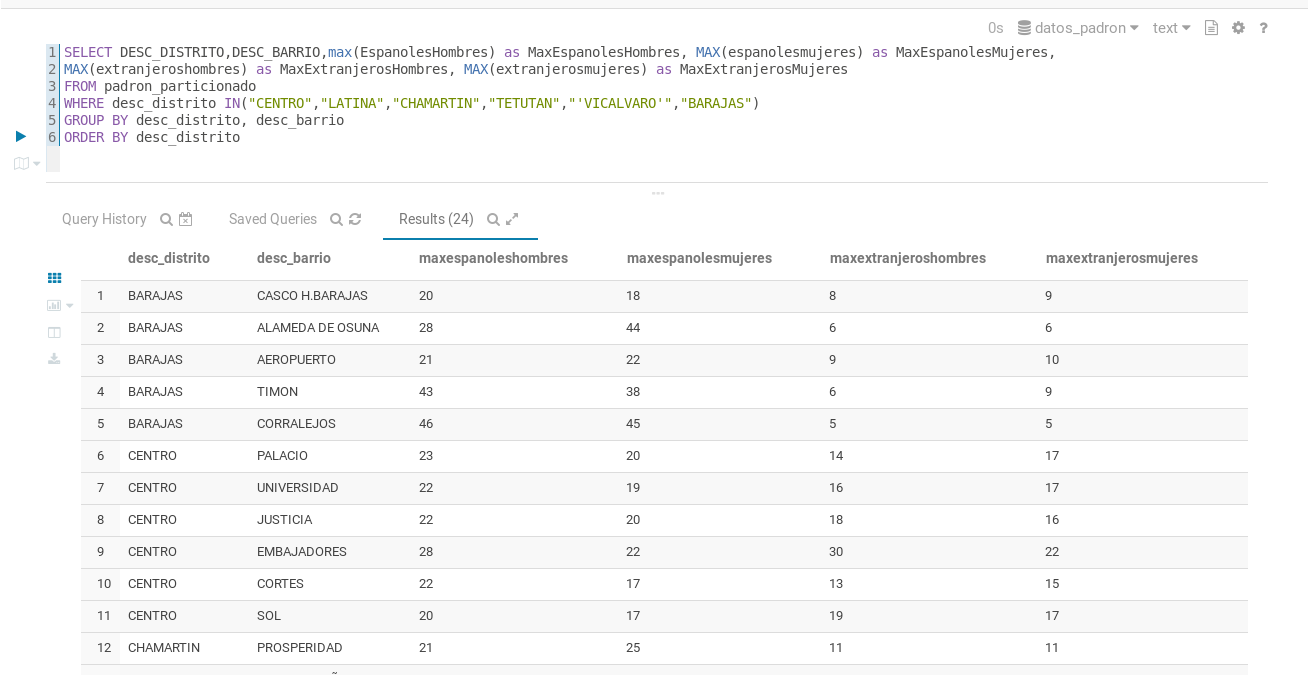 0s datos_padron text ?
1 SELECT DESC_DISTRITO,DESC_BARRIO,max(EspanolesHombres) as MaxEspanolesHombres, MAX(espanolesmujeres) as MaxEspanolesMujeres,
2 MAX(extranjeroshombres) as MaxExtranjerosHombres, MAX(extranjerosmujeres) as MaxExtranjerosMujeres
3 FROM padron_particionado
4 WHERE desc_distrito IN("CENTRO","LATINA","CHAMARTIN","TETUTAN","'VICALVARO'","BARAJAS")
5 GROUP BY desc_distrito, desc_barrio
6 ORDER BY desc_distrito
Query History Saved Queries Results (24)
desc_distrito desc_barrio maxespanoleshombres maxespanolesmujeres maxextranjeroshombres maxextranjerosmujeres
1 BARAJAS CASCO H.BARAJAS 20 18 8 9
2 BARAJAS ALAMEDA DE OSUNA 28 44 6 6
3 BARAJAS AEROPUERTO 21 22 9 10
4 BARAJAS TIMON 43 38 6 9
5 BARAJAS CORRALEJOS 46 45 5 5
6 CENTRO PALACIO 23 20 14 17
7 CENTRO UNIVERSIDAD 22 19 16 17
8 CENTRO JUSTICIA 22 20 18 16
9 CENTRO EMBAJADORES 28 22 30 22
10 CENTRO CORTES 22 17 13 15
11 CENTRO SOL 20 17 19 17
12 CHAMARTIN PROSPERIDAD 21 25 11 11